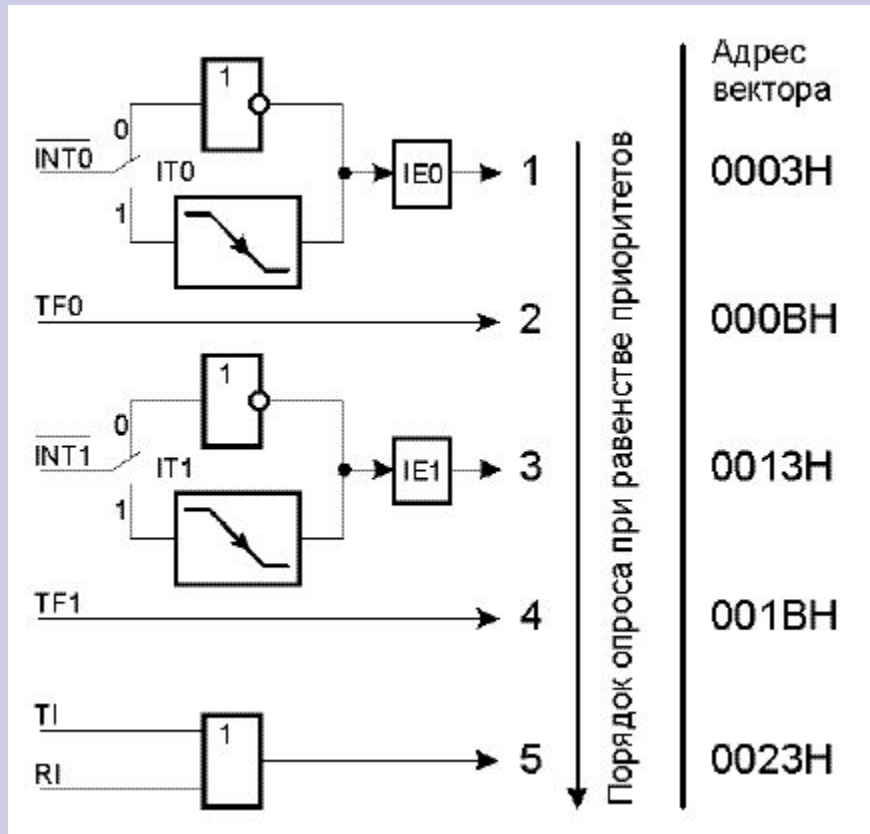 Адрес
вектора
1
0
INT0
IT0
IE0
1
0003H
1
TF0
2
000BH
1
0
INT1
IT1
IE1
3
0013H
1
TF1
4
001BH
TI
1
RI
5
0023H
Порядок опроса при равенстве приоритетов